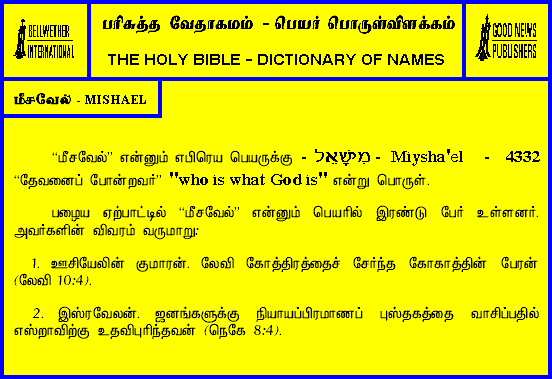 BELLWETHER
INTERNATIONAL
பரிசுத்த வேதாகமம் - பெயர் பொருள்விளக்கம்
THE HOLY BIBLE - DICTIONARY OF NAMES
GOOD NEWS
PUBLISHERS
மீசவேல் - MISHAEL
“மீசவேல்” என்னும் எபிரெய பெயருக்கு - מִישָׁאֵל - Miysha'el - 4332
“தேவனைப் போன்றவர்” "who is what God is" என்று பொருள்.
பழைய ஏற்பாட்டில் “மீசவேல்” என்னும் பெயரில் இரண்டு பேர் உள்ளனர்.
அவர்களின் விவரம் வருமாறு:
1. ஊசியேலின் குமாரன். லேவி கோத்திரத்தைச் சேர்ந்த கோகாத்தின் பேரன்
(லேவி 10:4).
2. இஸ்ரவேலன். ஜனங்களுக்கு நியாயப்பிரமாணப் புஸ்தகத்தை வாசிப்பதில்
எஸ்றாவிற்கு உதவிபுரிந்தவன் (நெகே 8:4).